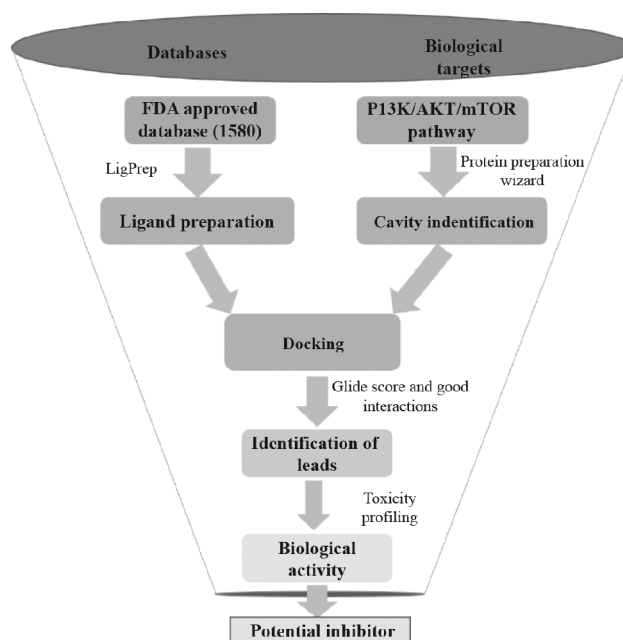 Databases
Biological
targets
FDA approved
database (1580)
P13K/AKT/mTOR
pathway
LigPrep
Protein preparation
wizard
Ligand preparation
Cavity indentification
Docking
Glide score and good
interactions
Identification of
leads
Toxicity
profiling
Biological
activity
Potential inhibitor